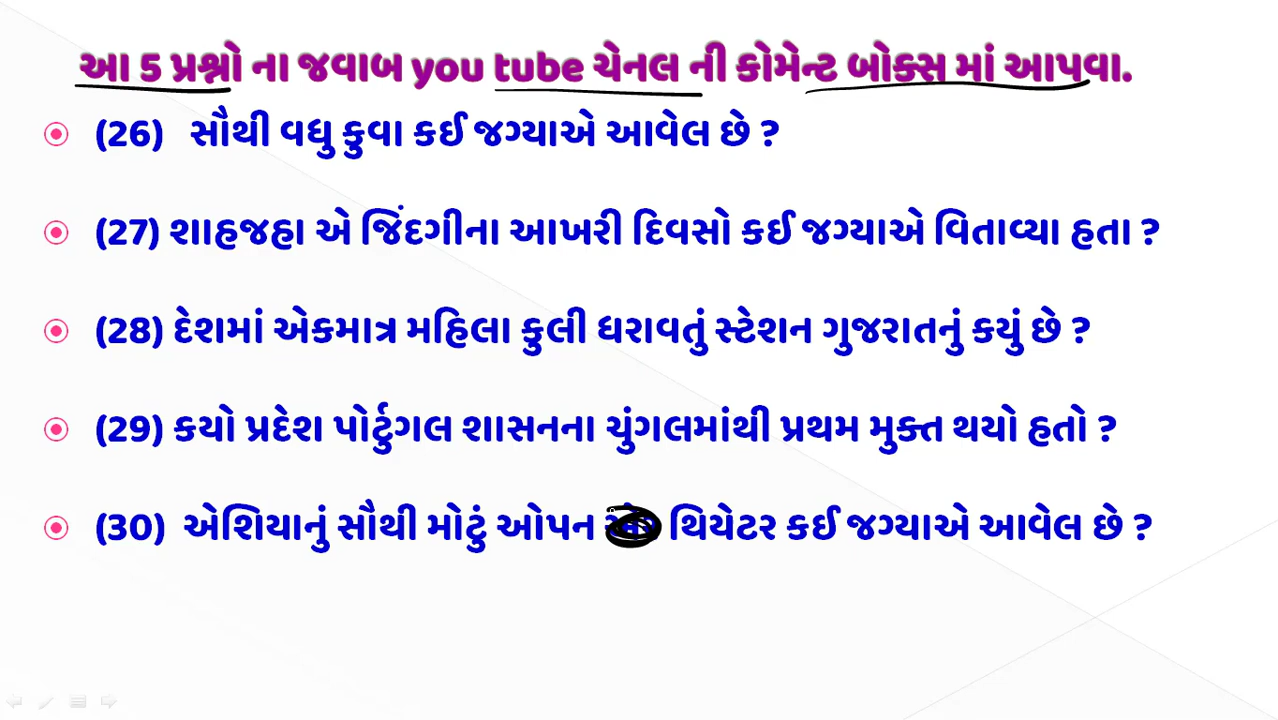 આ 5 પ્રશ્નો ના જવાબ you tube ચેનલ ની કોમેન્ટ બોક્સ માં આપવા.
(26) સૌથી વધુ કુવા કઈ જગ્યાએ આવેલ છે ?
(27) શાહજહા એ જિંદગીના આખરી દિવસો કઈ જગ્યાએ વિતાવ્યા હતા ?
(28) દેશમાં એકમાત્ર મહિલા કુલી ધરાવતું સ્ટેશન ગુજરાતનું કયું છે ?
(29) કયો પ્રદેશ પોર્ટુગલ શાસનના ચુંગલમાંથી પ્રથમ મુક્ત થયો હતો ?
(30) એશિયાનું સૌથી મોટું ઓપન થિયેટર કઈ જગ્યાએ આવેલ છે ?